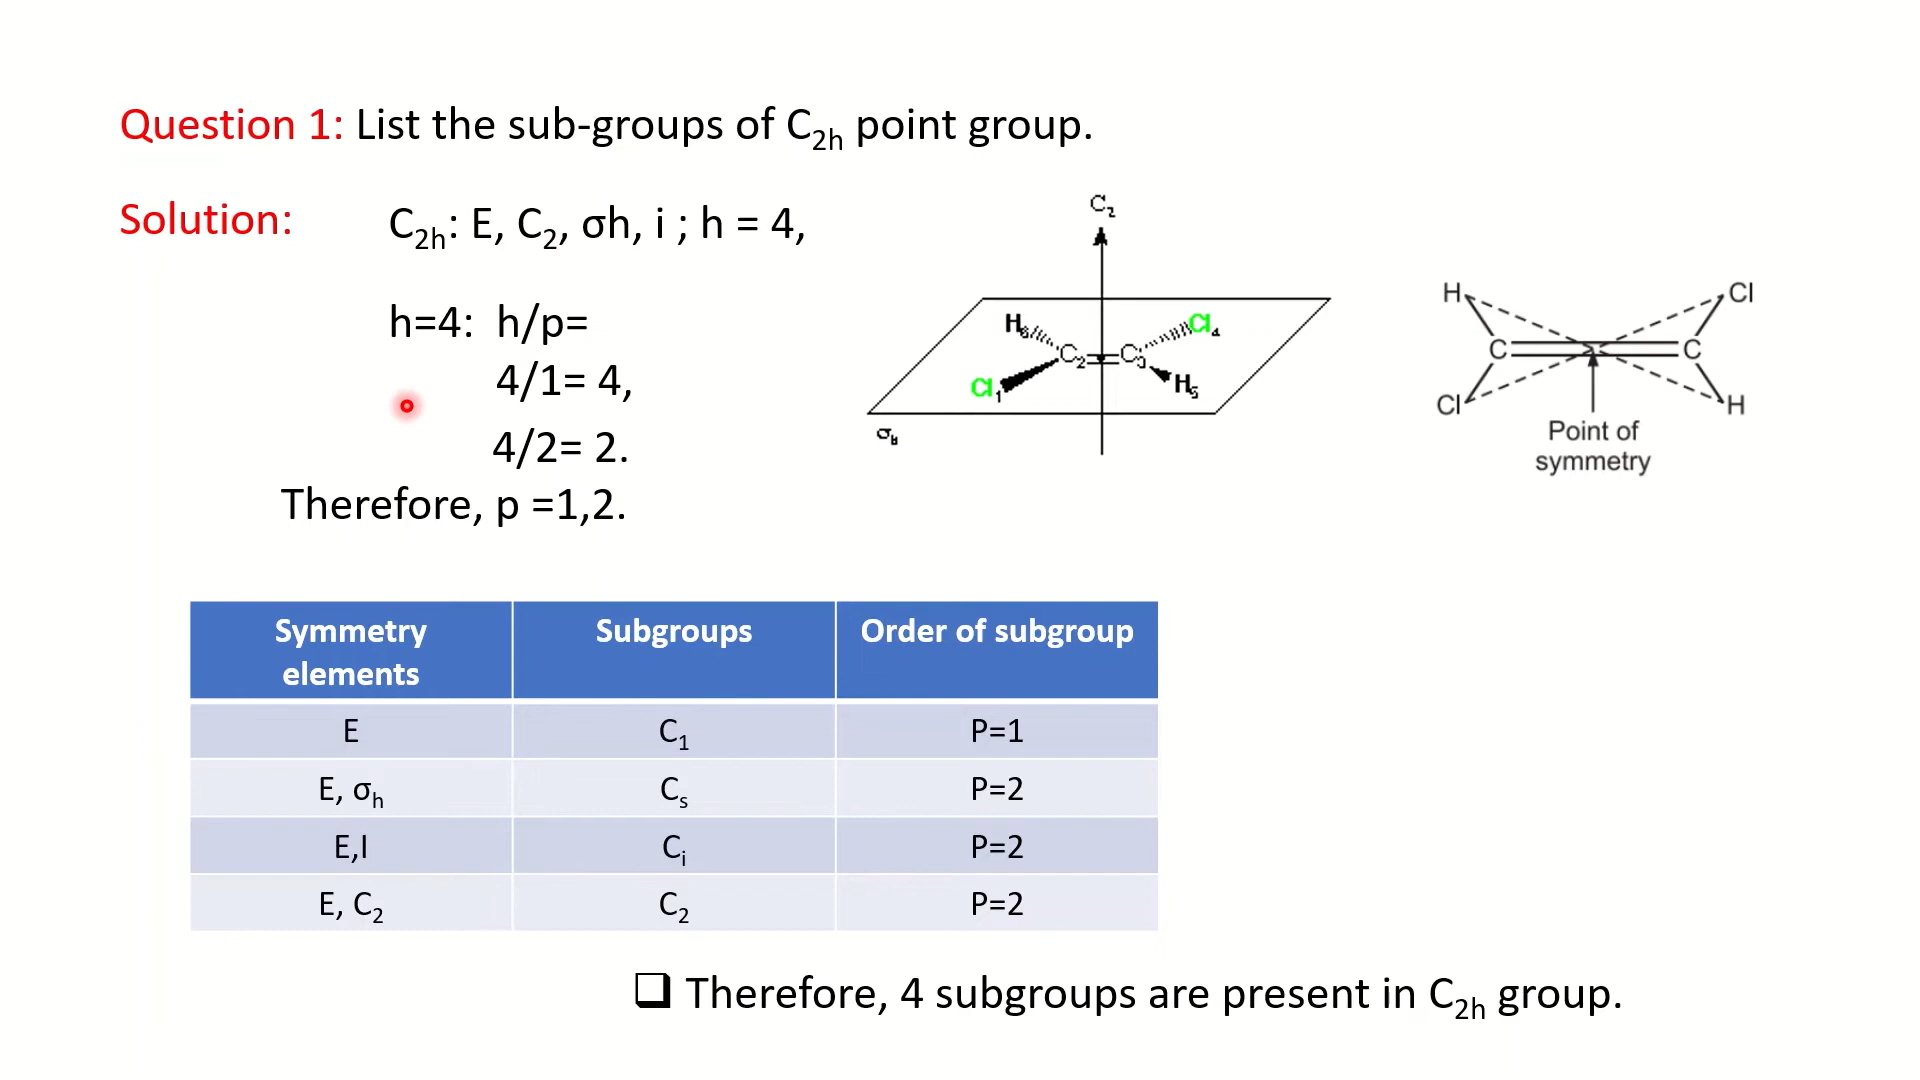 Question 1: List the sub-groups of C2h point group.
Solution: C2h: E, C2, σh, i ; h = 4,
h=4: h/p=
4/1= 4,
4/2= 2.
Therefore, p =1,2.
C2
H6 Cl4
C2 C3
Cl1 H5
σh
H Cl
C C
Cl H
Point of
symmetry
Symmetry elements Subgroups Order of subgroup
E C1 P=1
E, σh Cs P=2
E,I Ci P=2
E, C2 C2 P=2
❑ Therefore, 4 subgroups are present in C2h group.